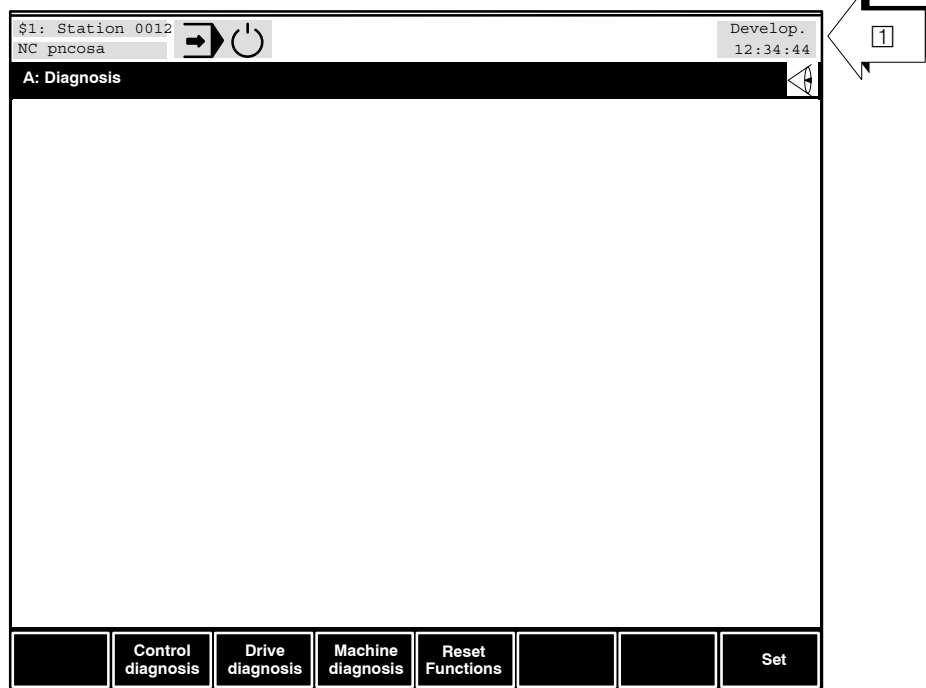 $1: Station 0012
NC pncosa
Develop.
12:34:44
1
A: Diagnosis
Control
diagnosis
Drive
diagnosis
Machine
diagnosis
Reset
Functions
Set